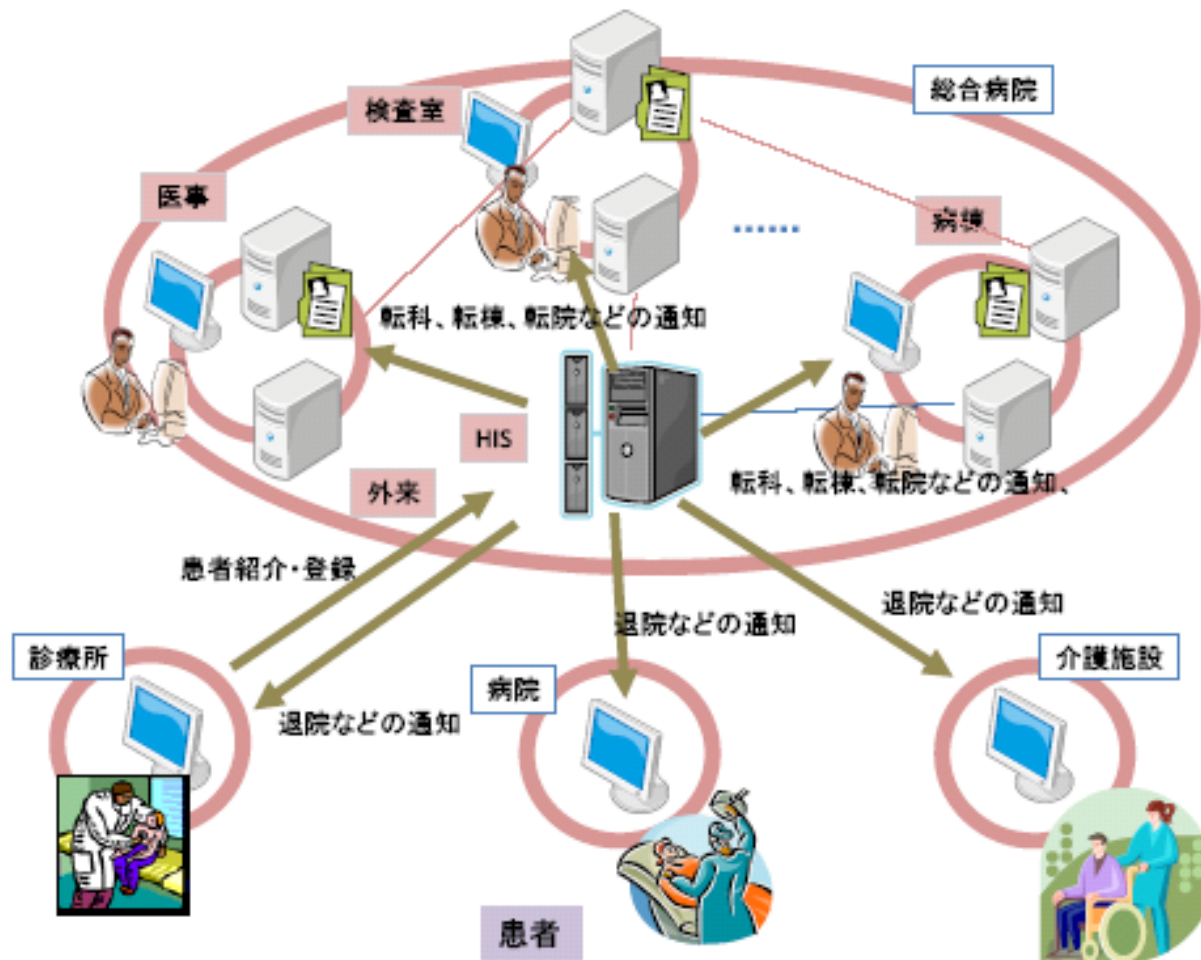 総合病院
検査室
医事
病棟
……
転科、転棟、転院などの通知
HIS
転科、転棟、転院などの通知、
外来
患者紹介・登録
退院などの通知
退院などの通知
診療所
病院
介護施設
退院などの通知
患者